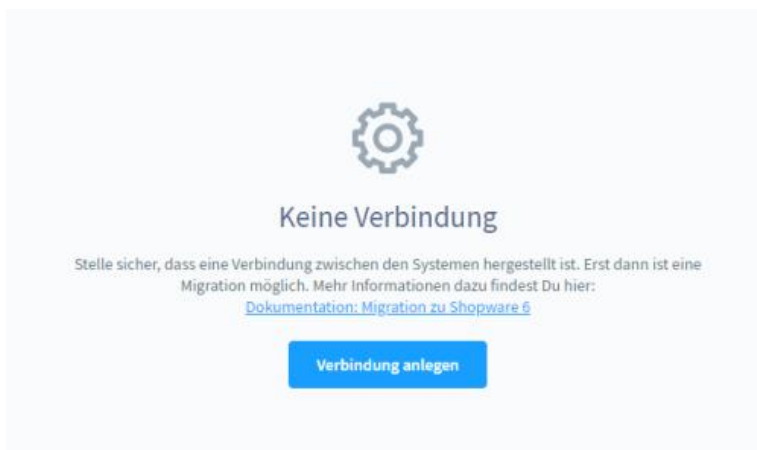 Keine Verbindung
Stelle sicher, dass eine Verbindung zwischen den Systemen hergestellt ist. Erst dann ist eine
Migration möglich. Mehr Informationen dazu findest Du hier:
Dokumentation: Migration zu Shopware 6
Verbindung anlegen